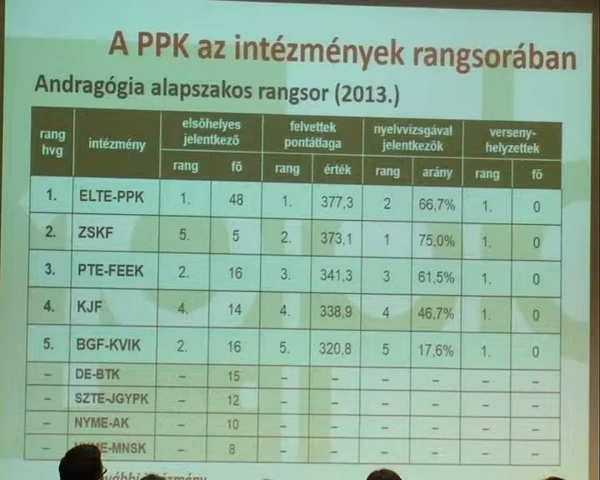 A PPK az intézmények rangsorában
Andragógia alapszakos rangsor (2013.)
rang hvg intézmény elsőhelyes jelentkező felvettek pontátlaga nyelvvizsgával jelentkezők verseny-helyzettek
rang fő rang érték rang arány rang fő
1. ELTE-PPK 1. 48 1. 377,3 2 66,7% 1. 0
2. ZSKF 5. 5 2. 373,1 1 75,0% 1. 0
3. PTE-FEEK 2. 16 3. 341,3 3 61,5% 1. 0
4. KJF 4. 14 4. 338,9 4 46.7% 1. 0
5. BGF-KVIK 2. 16 5. 320,8 5 17,6% 1. 0
– DE-BTK – 15 – – – – – –
– SZTE-JGYPK – 12 – – – – – –
– NYME-AK – 10 – – – – – –
– – 8 – – – – – –